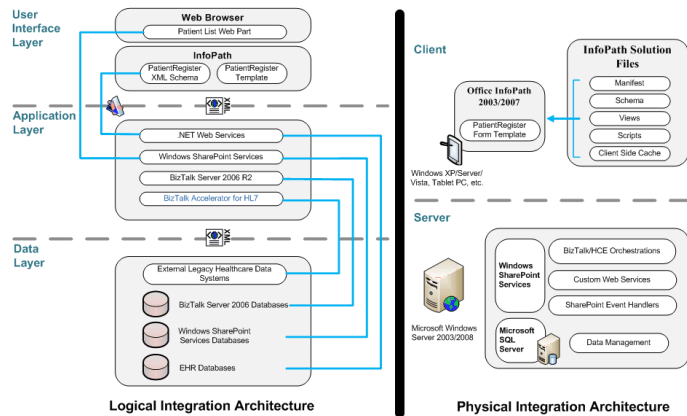 User
Interface
Layer
Web Browser
Patient List Web Part
InfoPath
PatientRegister
XML Schema
PatientRegister
Template
XML
Application
Layer
.NET Web Services
Windows SharePoint Services
BizTalk Server 2006 R2
BizTalk Accelerator for HL7
XML
Data
Layer
External Legacy Healthcare Data
Systems
BizTalk Server 2006 Databases
Windows SharePoint
Services Databases
EHR Databases
Logical Integration Architecture
Client
Office InfoPath
2003/2007
PatientRegister
Form Template
Windows XP/Server/
Vista, Tablet PC, etc.
InfoPath Solution
Files
Manifest
Schema
Views
Scripts
Client Side Cache
Server
Microsoft Windows
Server 2003/2008
Windows
SharePoint
Services
BizTalk/HCE Orchestrations
Custom Web Services
SharePoint Event Handlers
Microsoft
SQL
Server
Data Management
Physical Integration Architecture